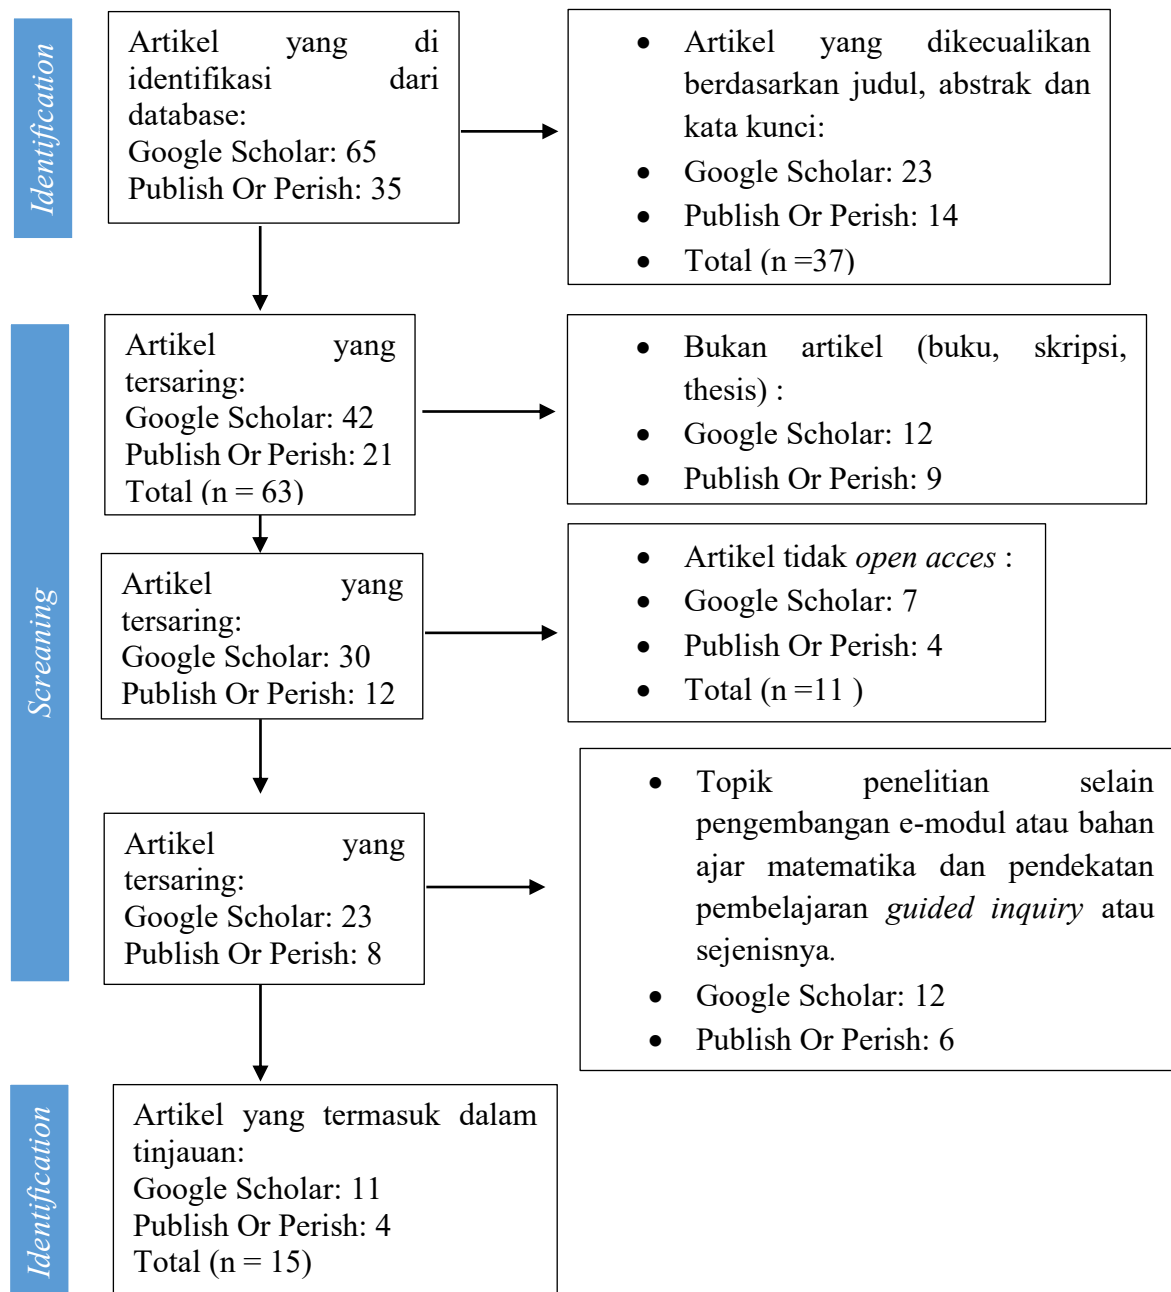 Identification
Artikel yang di
identifikasi dari
database:
Google Scholar: 65
Publish Or Perish: 35
• Artikel yang dikecualikan
berdasarkan judul, abstrak dan
kata kunci:
• Google Scholar: 23
• Publish Or Perish: 14
• Total (n =37)
Screaning
Artikel yang
tersaring:
Google Scholar: 42
Publish Or Perish: 21
Total (n = 63)
• Bukan artikel (buku, skripsi,
thesis) :
• Google Scholar: 12
• Publish Or Perish: 9
Artikel yang
tersaring:
Google Scholar: 30
Publish Or Perish: 12
• Artikel tidak open acces :
• Google Scholar: 7
• Publish Or Perish: 4
• Total (n =11 )
Artikel yang
tersaring:
Google Scholar: 23
Publish Or Perish: 8
• Topik penelitian selain
pengembangan e-modul atau bahan
ajar matematika dan pendekatan
pembelajaran guided inquiry atau
sejenisnya.
• Google Scholar: 12
• Publish Or Perish: 6
Identification
Artikel yang termasuk dalam
tinjauan:
Google Scholar: 11
Publish Or Perish: 4
Total (n = 15)